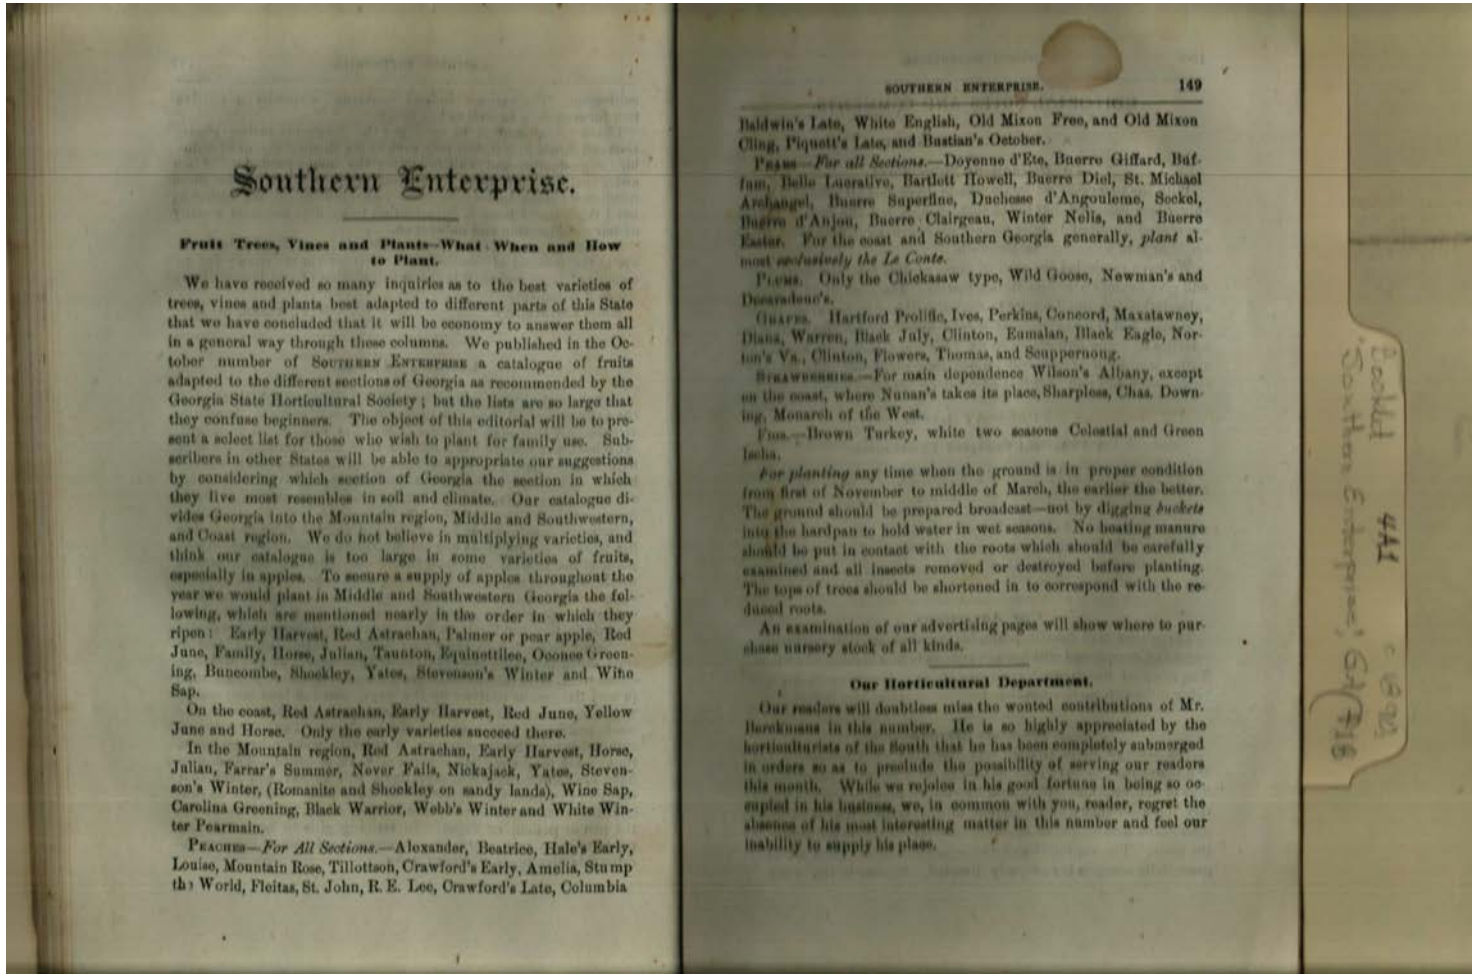 Southern Enterprise.
Fruit Trees, Vines and Plants—What When and How
to Plant.
We have received so many inquiries as to the best varieties of
trees, vines and plants best adapted to different parts of this State
that we have concluded that it will be economy to answer them all
in a general way through these columns. We published in the Oc-
tober number of SOUTHERN ENTERPRISE a catalogue of fruits
adapted to the different sections of Georgia as recommended by the
Georgia State Horticultural Society; but the lists are so large that
they confuse beginners. The object of this editorial will be to pre-
sent a select list for those who wish to plant for family use. Sub-
scribers in other States will be able to appropriate our suggestions
by considering which section of Georgia the section in which
they live most resembles in soil and climate. Our catalogue di-
vides Georgia into the Mountain region, Middle and Southwestern,
and Coast region. We do not believe in multiplying varieties, and
think our catalogue is too large in some varieties of fruits,
especially in apples. To secure a supply of apples throughout the
year we would plant in Middle and Southwestern Georgia the fol-
lowing, which are mentioned nearly in the order in which they
ripen: Early Harvest, Red Astrachan, Palmer or pear apple, Red
June, Family, Horse, Julian, Taunton, Equinettilee, Oconee Green-
ing, Buncombe, Shockley, Yates, Stevenson's Winter and Wine
Sap.
On the coast, Red Astrachan, Early Harvest, Red June, Yellow
June and Horse. Only the early varieties succeed there.
In the Mountain region, Red Astrachan, Early Harvest, Horse,
Julian, Farrar's Summer, Never Fails, Nickajack, Yates, Steven-
son's Winter, (Romanite and Shockley on sandy lands), Wine Sap,
Carolina Greening, Black Warrior, Webb's Winter and White Win-
ter Pearmain.
PEACHES—For All Sections.—Alexander, Beatrice, Hale's Early,
Louise, Mountain Rose, Tillottson, Crawford's Early, Amelia, Stump
the World, Fleitas, St. John, R. E. Lee, Crawford's Late, Columbia
SOUTHERN ENTERPRISE. 149
Baldwin's Late, White English, Old Mixon Free, and Old Mixon
Cling, Piquett's Late, and Bustian's October.
PEARS—For all Sections.—Doyenne d'Ete, Buerre Giffard, Buf-
fum, Belle Lucrative, Bartlett Howell, Buerre Diel, St. Michael
Archangel, Buerre Superfine, Duchesse d'Angouleme, Seckel,
Buerre d'Anjou, Buerre Clairgeau, Winter Nelis, and Buerre
Easter. For the coast and Southern Georgia generally, plant al-
most exclusively the Le Conte.
PLUMS. Only the Chickasaw type, Wild Goose, Newman's and
GRAPES. Hartford Prolific, Ives, Perkins, Concord, Maxatawney,
Diana, Warren, Black July, Clinton, Eumalan, Black Eagle, Nor-
ton's Va., Clinton, Flowers, Thomas, and Scuppernong.
STRAWBERRIES.—For main dependence Wilson's Albany, except
on the coast, where Nunan's takes its place, Sharpless, Chas. Down-
ing, Monarch of the West.
FIGS.—Brown Turkey, white two seasons Celestial and Green
Ischa.
For planting any time when the ground is in proper condition
from first of November to middle of March, the earlier the better.
The ground should be prepared broadcast—not by digging buckets
into the hardpan to hold water in wet seasons. No heating manure
should be put in contact with the roots which should be carefully
examined and all insects removed or destroyed before planting.
The tops of trees should be shortened in to correspond with the re-
duced roots.
An examination of our advertising pages will show where to pur-
chase nursery stock of all kinds.
Our Horticultural Department.
Our readers will doubtless miss the wonted contributions of Mr.
Berckmans in this number. He is so highly appreciated by the
horticulturists of the South that he has been completely submerged
in orders so as to preclude the possibility of serving our readers
this month. While we rejoice in his good fortune in being so oc-
cupied in his business, we, in common with you, reader, regret the
absence of his most interesting matter in this number and feel our
inability to supply his place.
Booklet 4A1
"Southern Enterprise,"